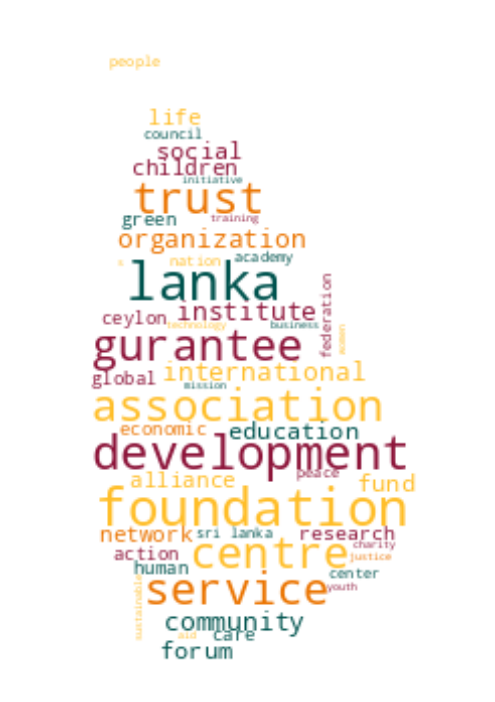 people
life
council
social
children
initiative
trust
green training
organization
nation academy
s
lanka
federation
ceylon institute
technology business
women
gurantee
global international
mission
association
economic education
development
peace
alliance fund
foundation
network sri lanka research
charity
action centre justice
human center
service youth
sustainable
community
aid care
forum